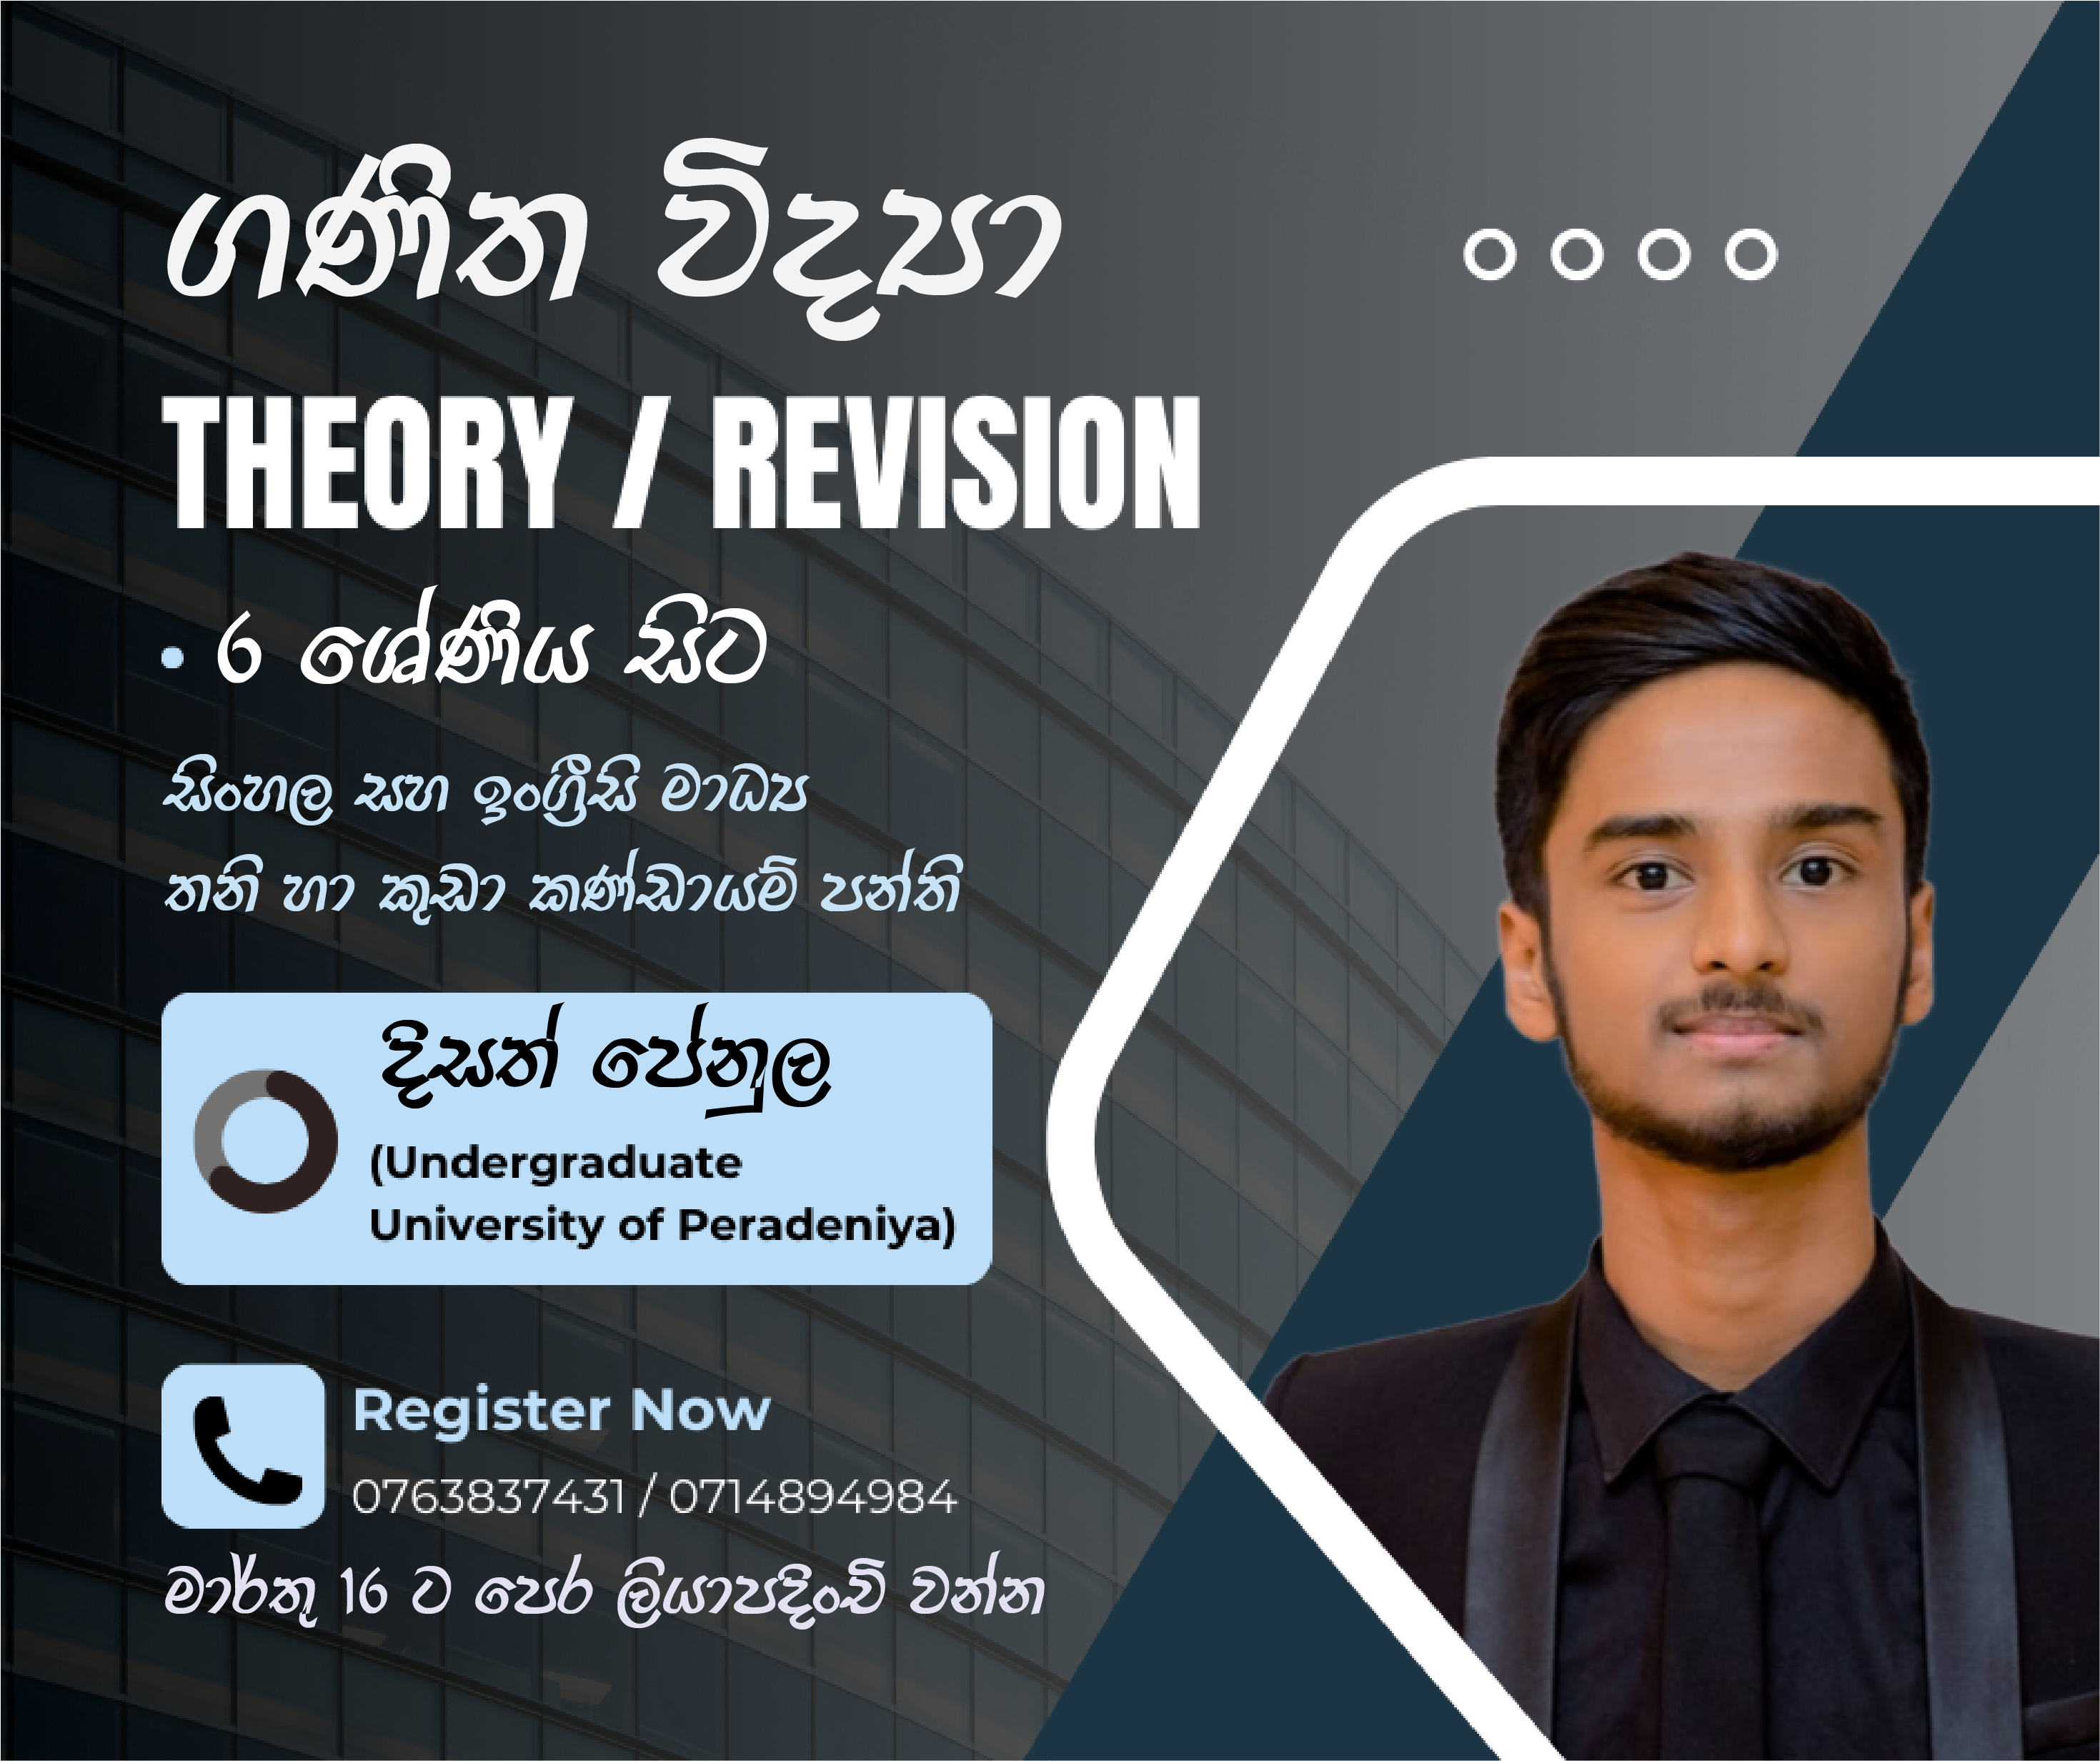 ගණිත විද්‍යා
THEORY / REVISION
• 6 ශ්‍රේණිය සිට
සිංහල සහ ඉංග්‍රීසි මාධ්‍ය
තනි හා කුඩා කණ්ඩායම් පන්ති
දිසත් පේනුල
(Undergraduate
University of Peradeniya)
Register Now
0763837431 / 0714894984
මාර්තු 16 ට පෙර ලියාපදිංචි වන්න